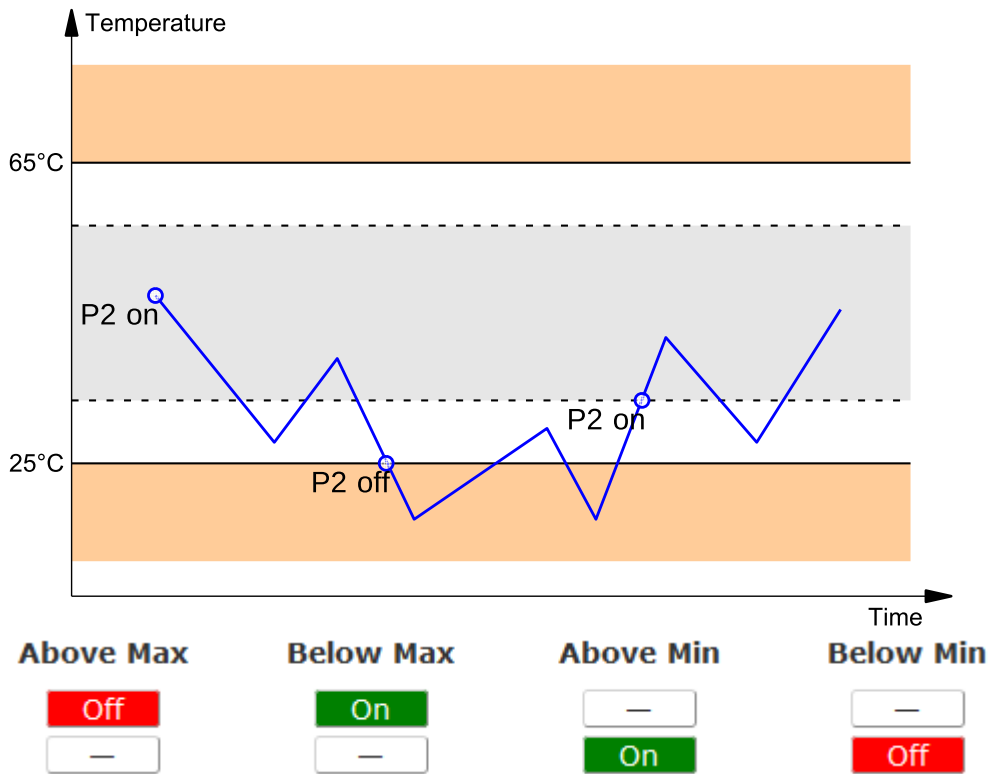 Temperature
65°C
P2 on
P2 on
25°C
P2 off
Time
Above Max Below Max Above Min Below Min
Off On — —
— — On Off